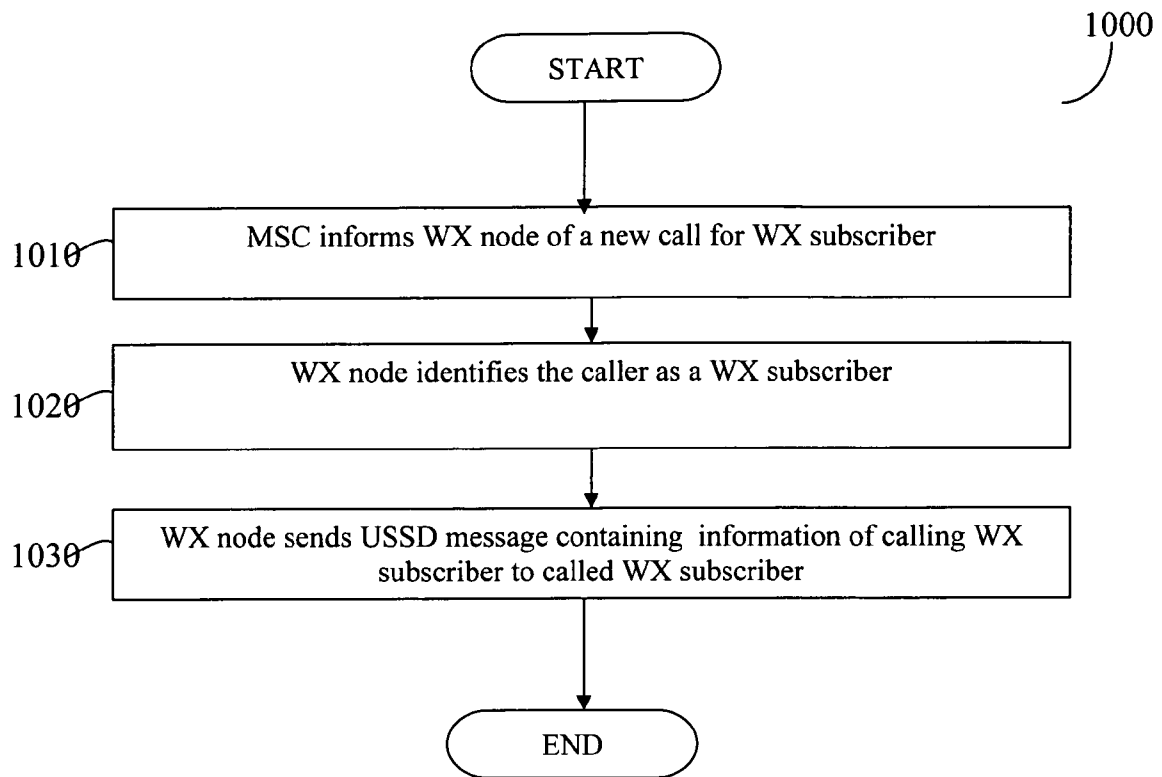 1000
START
1010
MSC informs WX node of a new call for WX subscriber
1020
WX node identifies the caller as a WX subscriber
1030
WX node sends USSD message containing information of calling WX
subscriber to called WX subscriber
END